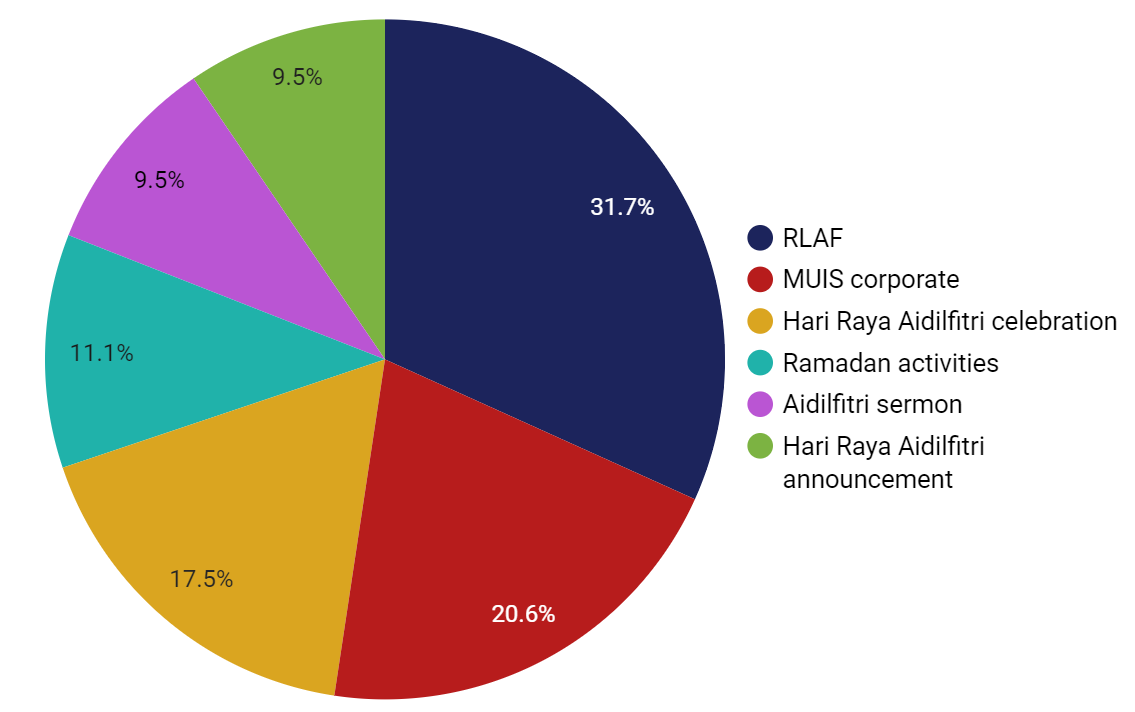 9.5%
31.7%
9.5%
11.1%
17.5%
20.6%
RLAF
MUIS corporate
Hari Raya Aidilfitri celebration
Ramadan activities
Aidilfitri sermon
Hari Raya Aidilfitri
announcement